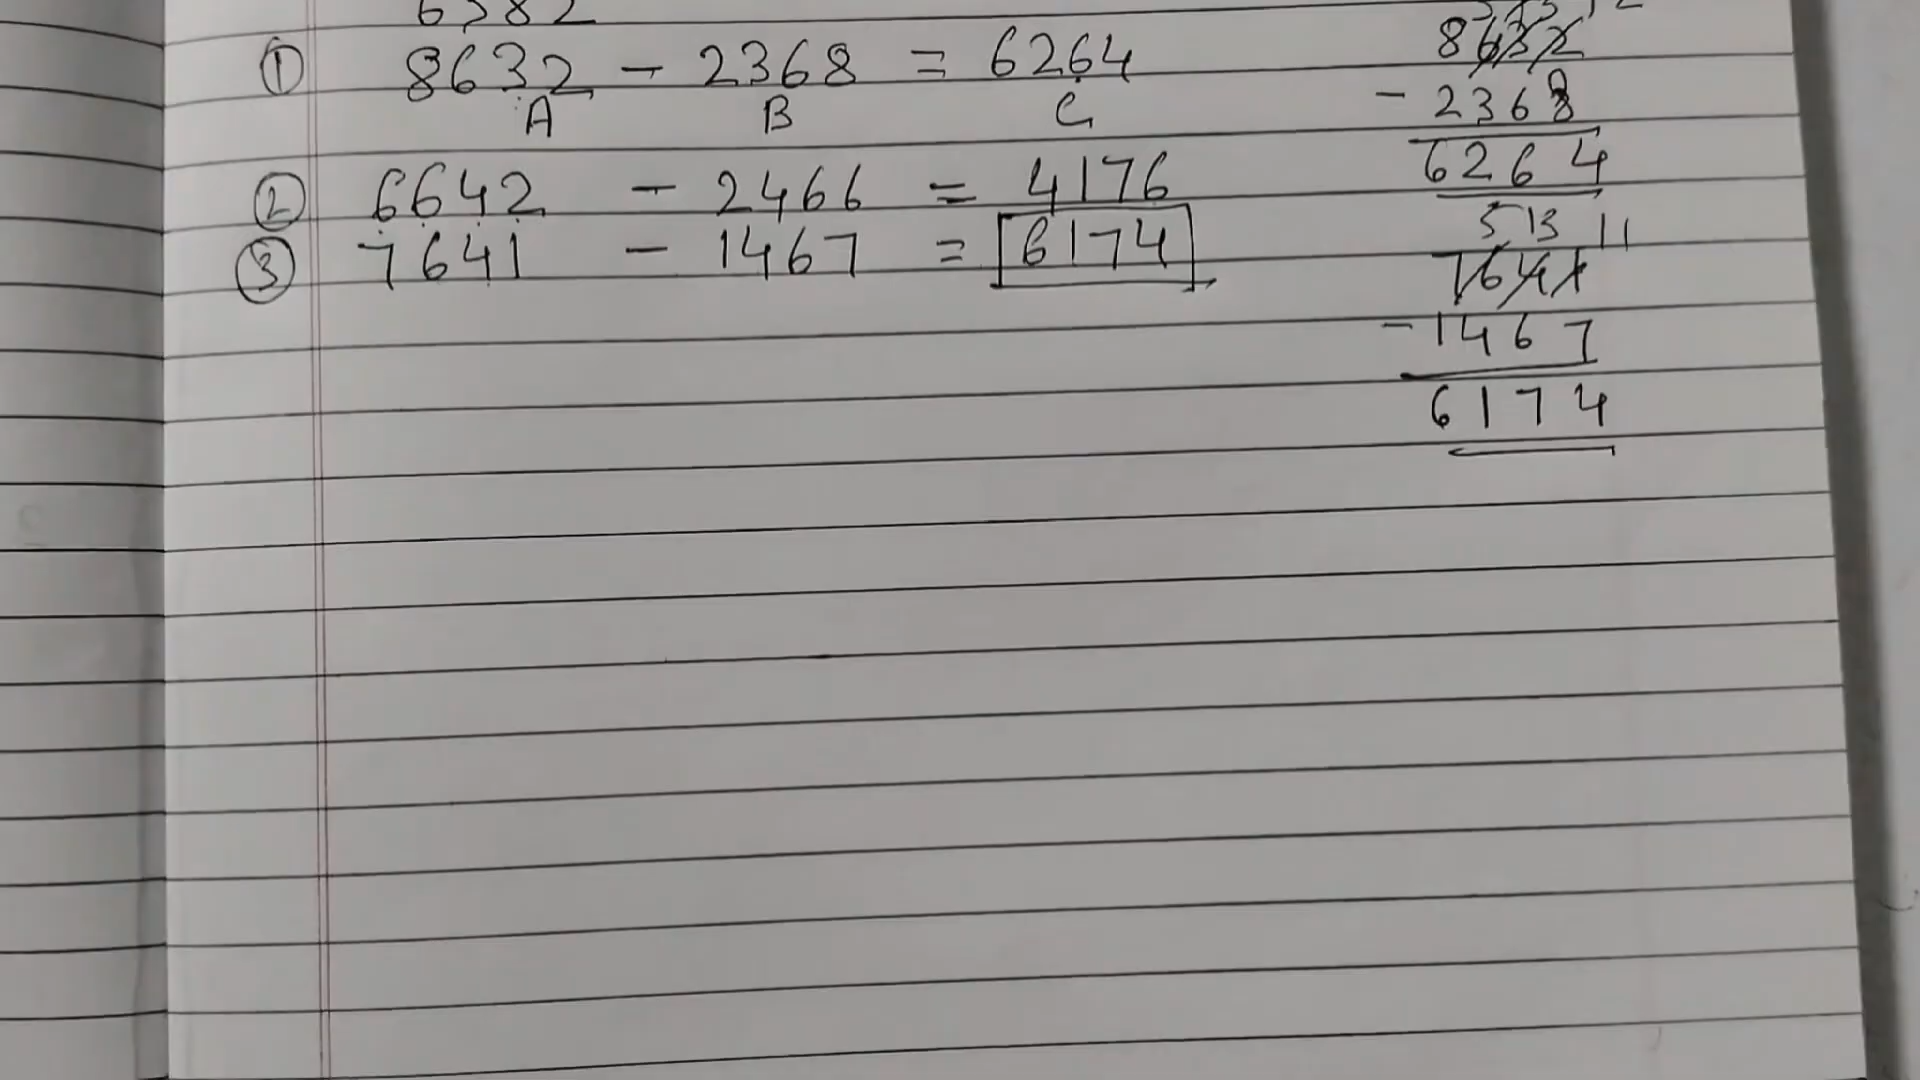 6382
① 8632 - 2368 = 6264
A B C
② 6642 - 2466 = 4176
③ 7641 - 1467 = 6174
8632
- 2368
6264
5 13 11
7641
- 1467
6174